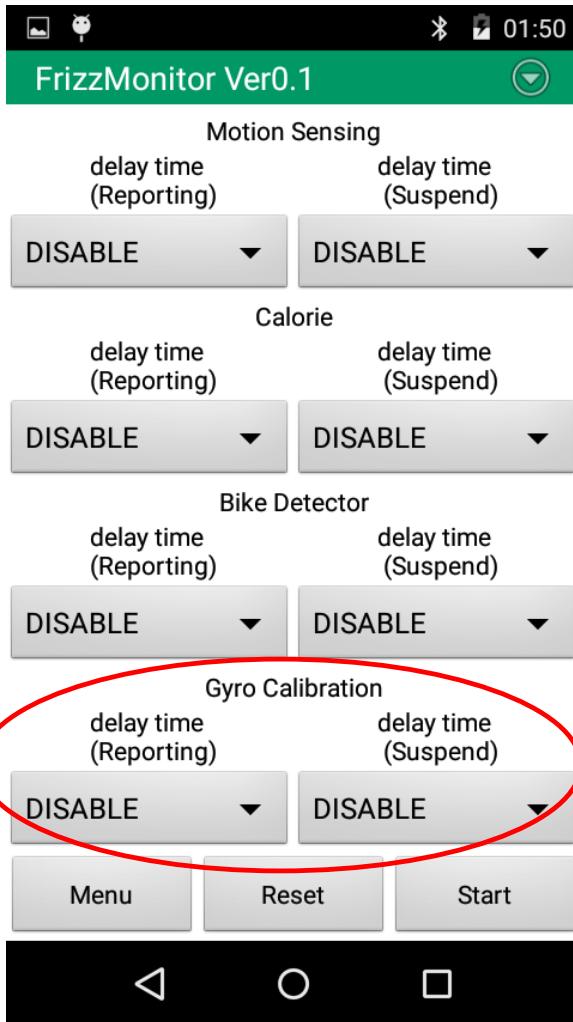 01:50
FrizzMonitor Ver0.1
Motion Sensing
delay time delay time
(Reporting) (Suspend)
DISABLE DISABLE
Calorie
delay time delay time
(Reporting) (Suspend)
DISABLE DISABLE
Bike Detector
delay time delay time
(Reporting) (Suspend)
DISABLE DISABLE
Gyro Calibration
delay time delay time
(Reporting) (Suspend)
DISABLE DISABLE
Menu Reset Start